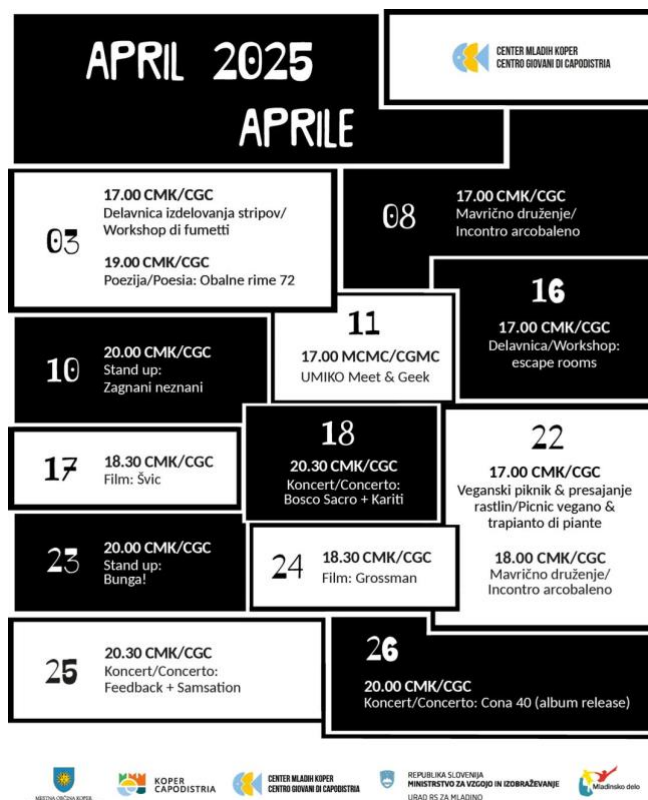 APRIL 2025
APRILE
CENTER MLADIH KOPER
CENTRO GIOVANI DI CAPODISTRIA
03
17.00 CMK/CGC
Delavnica izdelovanja stripov/
Workshop di fumetti
19.00 CMK/CGC
Poezija/Poesia: Obalne rime 72
08
17.00 CMK/CGC
Mavrično druženje/
Incontro arcobaleno
10
20.00 CMK/CGC
Stand up:
Zagnani neznani
11
17.00 MCMC/CGMC
UMIKO Meet & Geek
16
17.00 CMK/CGC
Delavnica/Workshop:
escape rooms
17
18.30 CMK/CGC
Film: Švic
18
20.30 CMK/CGC
Koncert/Concerto:
Bosco Sacro + Kariti
22
17.00 CMK/CGC
Veganski piknik & presajanje
rastlin/Picnic vegano &
trapianto di piante
18.00 CMK/CGC
Mavrično druženje/
Incontro arcobaleno
23
20.00 CMK/CGC
Stand up:
Bunga!
24
18.30 CMK/CGC
Film: Grossman
25
20.30 CMK/CGC
Koncert/Concerto:
Feedback + Samsation
26
20.00 CMK/CGC
Koncert/Concerto: Cona 40 (album release)
MESTNA OBČINA KOPER
KOPER
CAPODISTRIA
CENTER MLADIH KOPER
CENTRO GIOVANI DI CAPODISTRIA
REPUBLIKA SLOVENIJA
MINISTRSTVO ZA VZGOJO IN IZOBRAŽEVANJE
URAD RS ZA MLADINO
Mladinsko delo